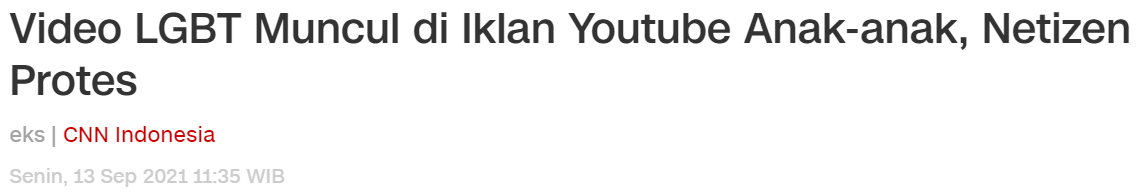 Video LGBT Muncul di Iklan Youtube Anak-anak, Netizen
Protes
eks | CNN Indonesia
Senin, 13 Sep 2021 11:35 WIB